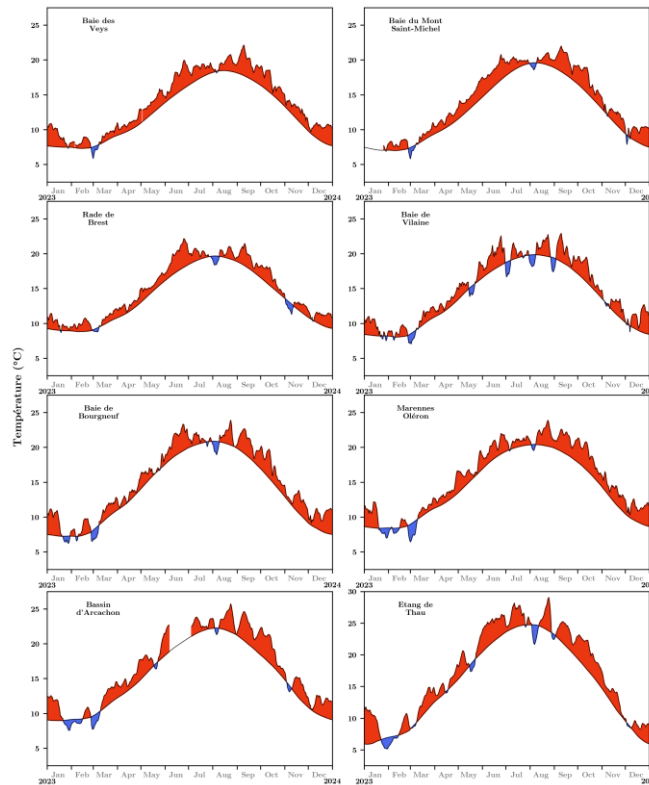 Température (°C)
Baie des
Veys
25
20
15
10
5
Jan Feb Mar Apr May Jun Jul Aug Sep Oct Nov Dec
2023 2024
Baie du Mont
Saint-Michel
25
20
15
10
5
Jan Feb Mar Apr May Jun Jul Aug Sep Oct Nov Dec
2023
Rade de
Brest
25
20
15
10
5
Jan Feb Mar Apr May Jun Jul Aug Sep Oct Nov Dec
2023 2024
Baie de
Vilaine
25
20
15
10
5
Jan Feb Mar Apr May Jun Jul Aug Sep Oct Nov Dec
2023
Baie de
Bourgneuf
25
20
15
10
5
Jan Feb Mar Apr May Jun Jul Aug Sep Oct Nov Dec
2023 2024
Marennes
Oléron
25
20
15
10
5
Jan Feb Mar Apr May Jun Jul Aug Sep Oct Nov Dec
2023
Bassin
d'Arcachon
25
20
15
10
5
Jan Feb Mar Apr May Jun Jul Aug Sep Oct Nov Dec
2023 2024
Etang de
Thau
30
25
20
15
10
5
Jan Feb Mar Apr May Jun Jul Aug Sep Oct Nov Dec
2023